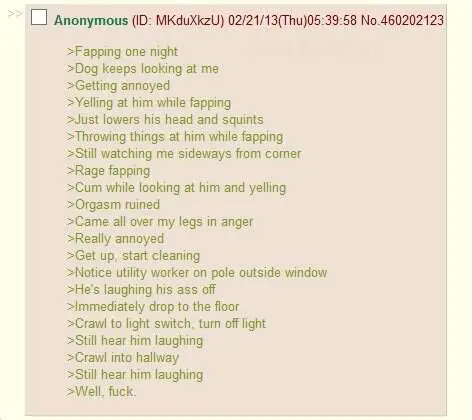 >> Anonymous (ID: MKduXkzU) 02/21/13(Thu)05:39:58 No.460202123
>Fapping one night
>Dog keeps looking at me
>Getting annoyed
>Yelling at him while fapping
>Just lowers his head and squints
>Throwing things at him while fapping
>Still watching me sideways from corner
>Rage fapping
>Cum while looking at him and yelling
>Orgasm ruined
>Came all over my legs in anger
>Really annoyed
>Get up, start cleaning
>Notice utility worker on pole outside window
>He's laughing his ass off
>Immediately drop to the floor
>Crawl to light switch, turn off light
>Still hear him laughing
>Crawl into hallway
>Still hear him laughing
>Well, fuck.